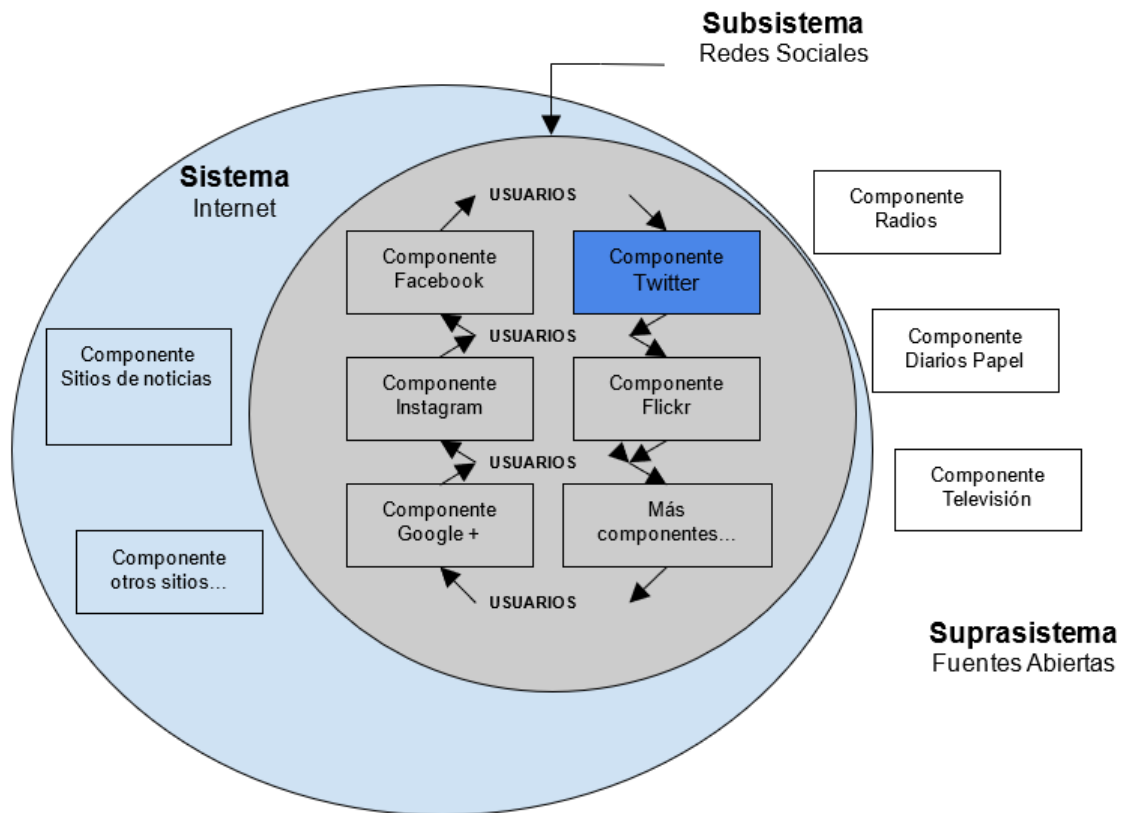 Subsistema
Redes Sociales
Sistema
Internet
USUARIOS
Componente
Facebook
Componente
Twitter
Componente
Radios
USUARIOS
Componente
Sitios de noticias
Componente
Instagram
Componente
Flickr
Componente
Diarios Papel
USUARIOS
Componente
Google +
Más
componentes...
Componente
Televisión
Componente
otros sitios...
USUARIOS
Suprasistema
Fuentes Abiertas